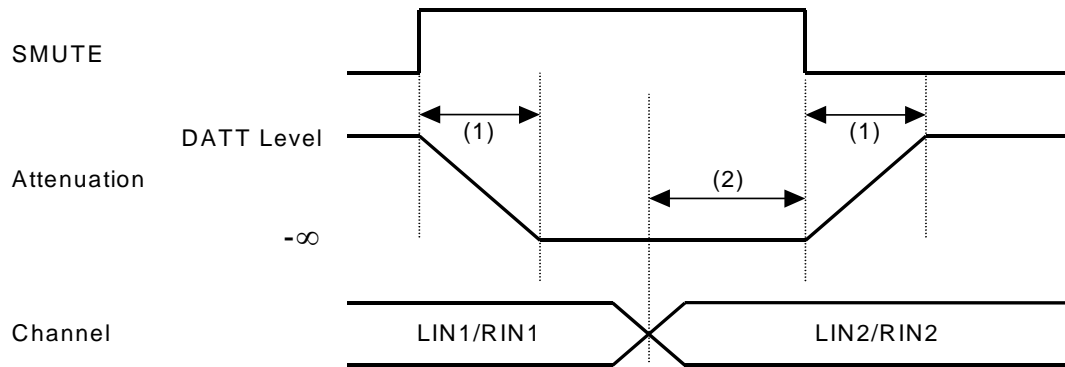 SMUTE
(1)
(1)
DATT Level
Attenuation
(2)
-∞
Channel
LIN1/RIN1
LIN2/RIN2